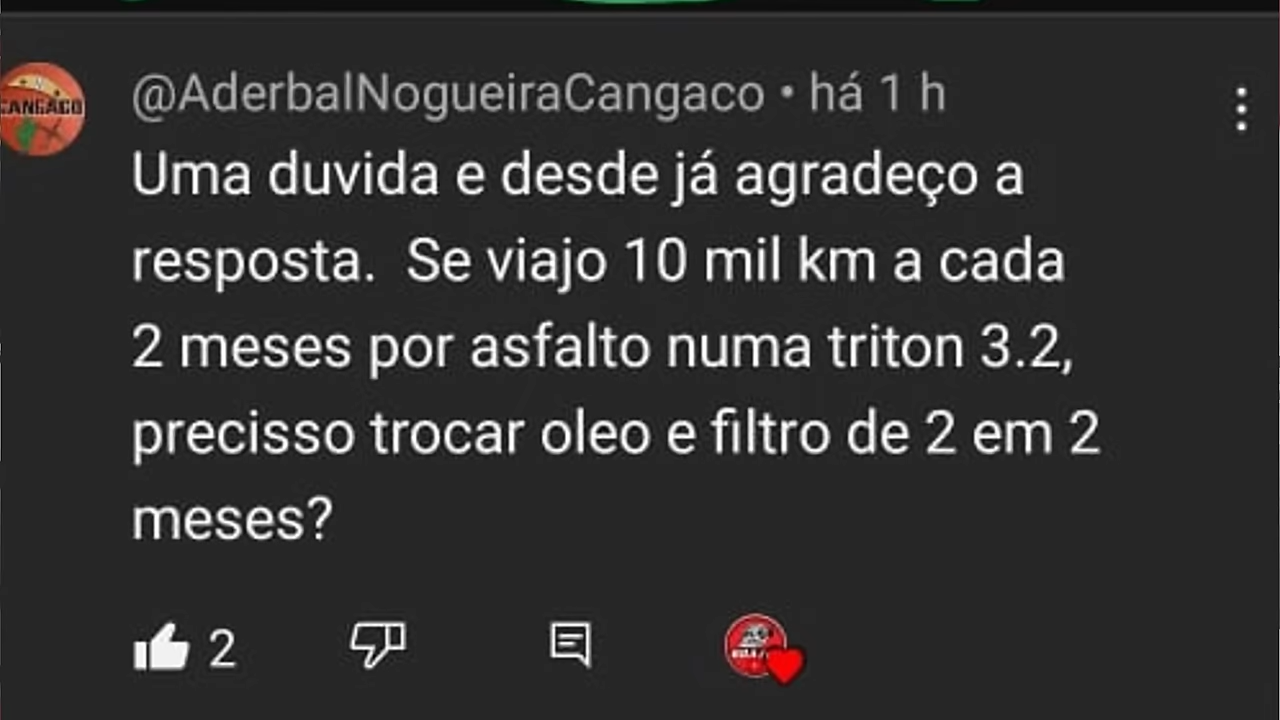 CANGAÇO
@AderbalNogueiraCangaco • há 1 h
Uma duvida e desde já agradeço a
resposta. Se viajo 10 mil km a cada
2 meses por asfalto numa triton 3.2,
precisso trocar oleo e filtro de 2 em 2
meses?
2